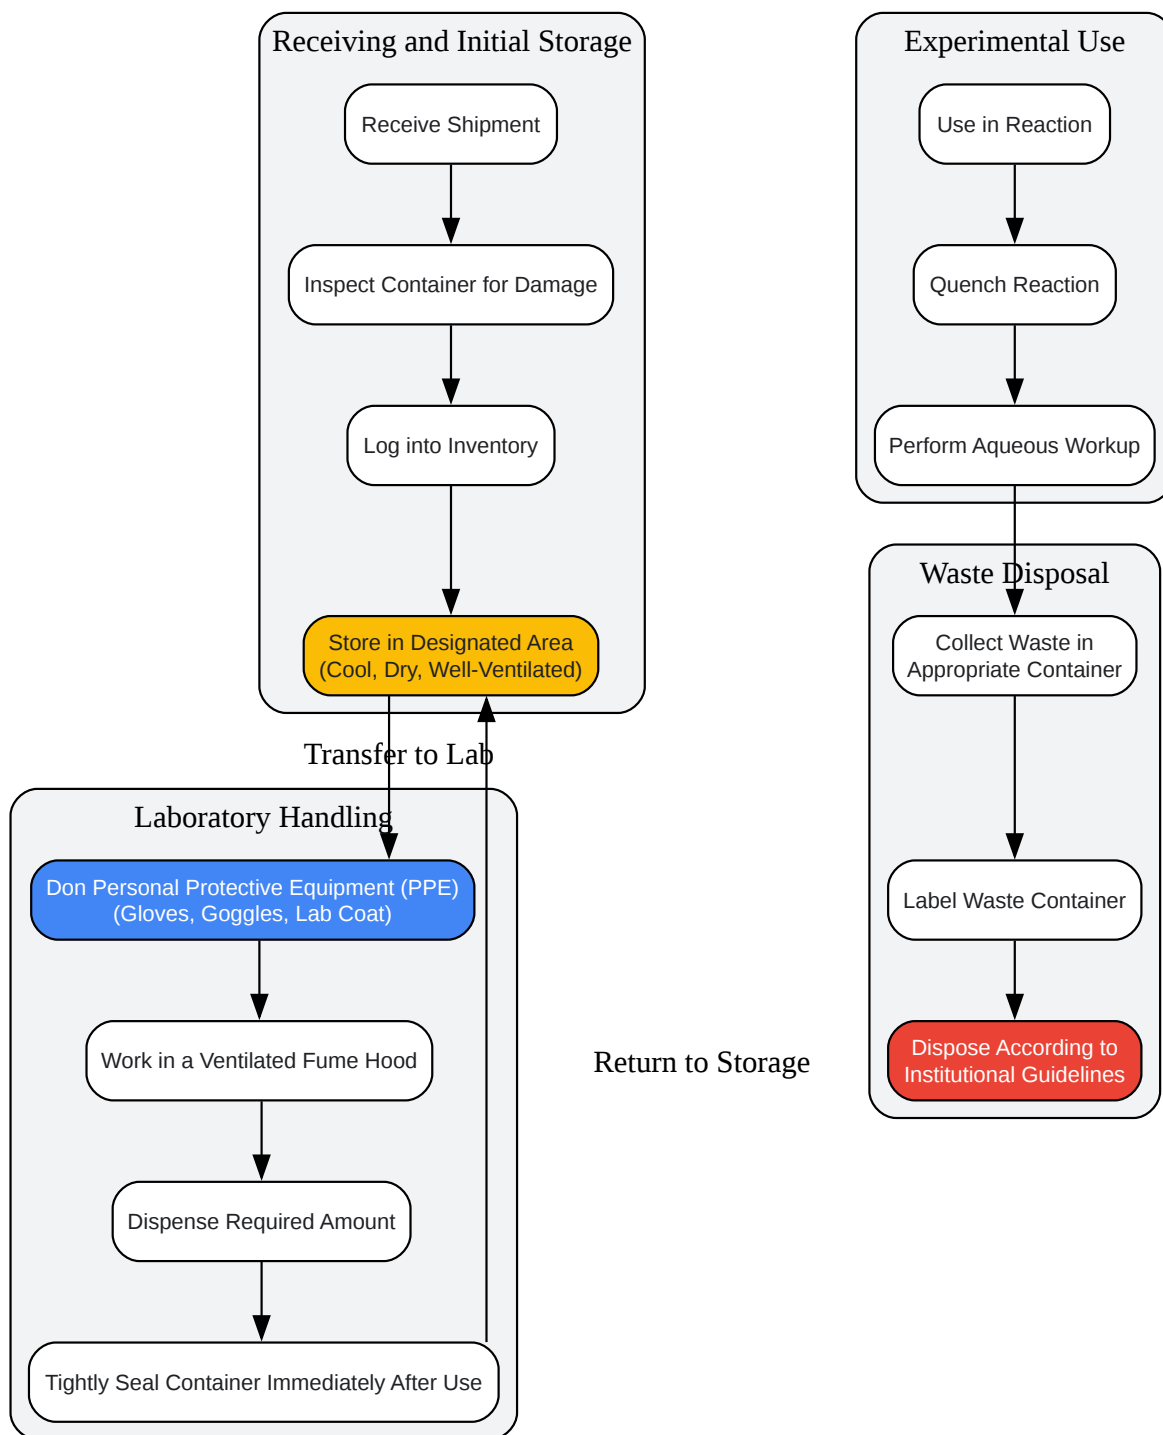 Receiving and Initial Storage
Receive Shipment
Inspect Container for Damage
Log into Inventory
Store in Designated Area
(Cool, Dry, Well-Ventilated)
Transfer to Lab
Laboratory Handling
Don Personal Protective Equipment (PPE)
(Gloves, Goggles, Lab Coat)
Work in a Ventilated Fume Hood
Dispense Required Amount
Tightly Seal Container Immediately After Use
Return to Storage
Experimental Use
Use in Reaction
Quench Reaction
Perform Aqueous Workup
Waste Disposal
Collect Waste in
Appropriate Container
Label Waste Container
Dispose According to
Institutional Guidelines